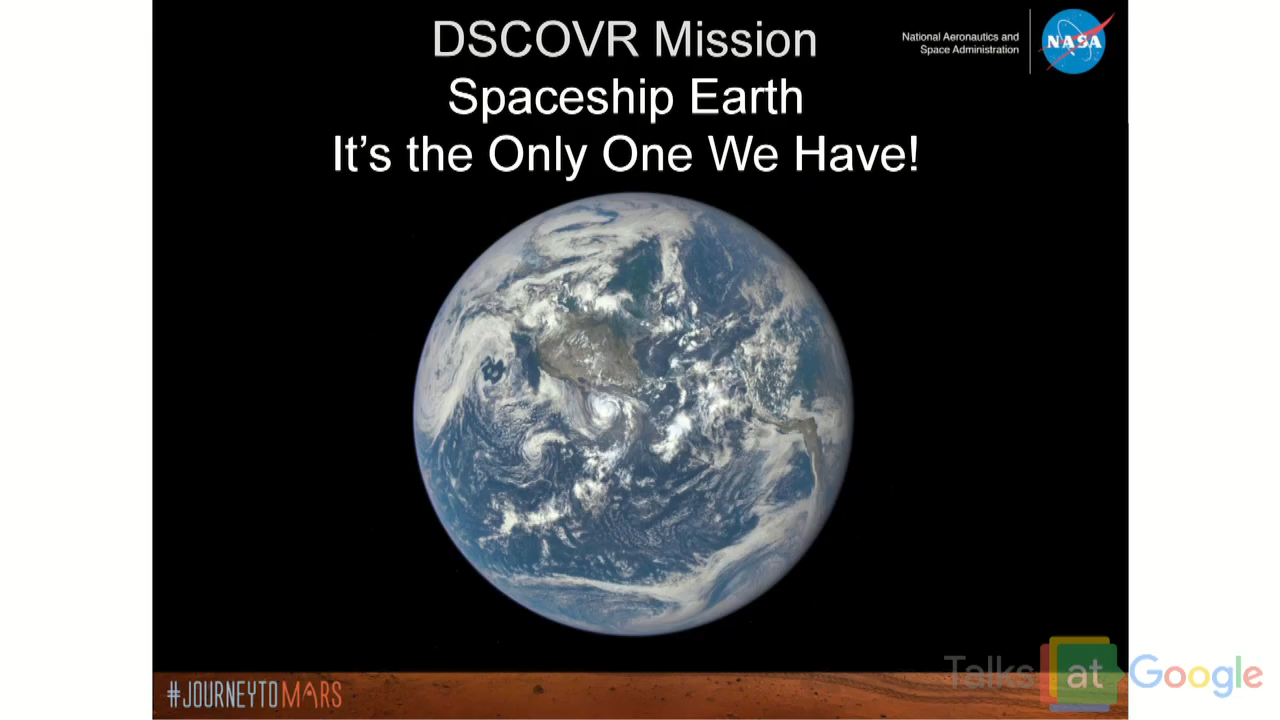 DSCOVR Mission
Spaceship Earth
It's the Only One We Have!
National Aeronautics and
Space Administration
NASA
#JOURNEYTOMARS
Talks at Google